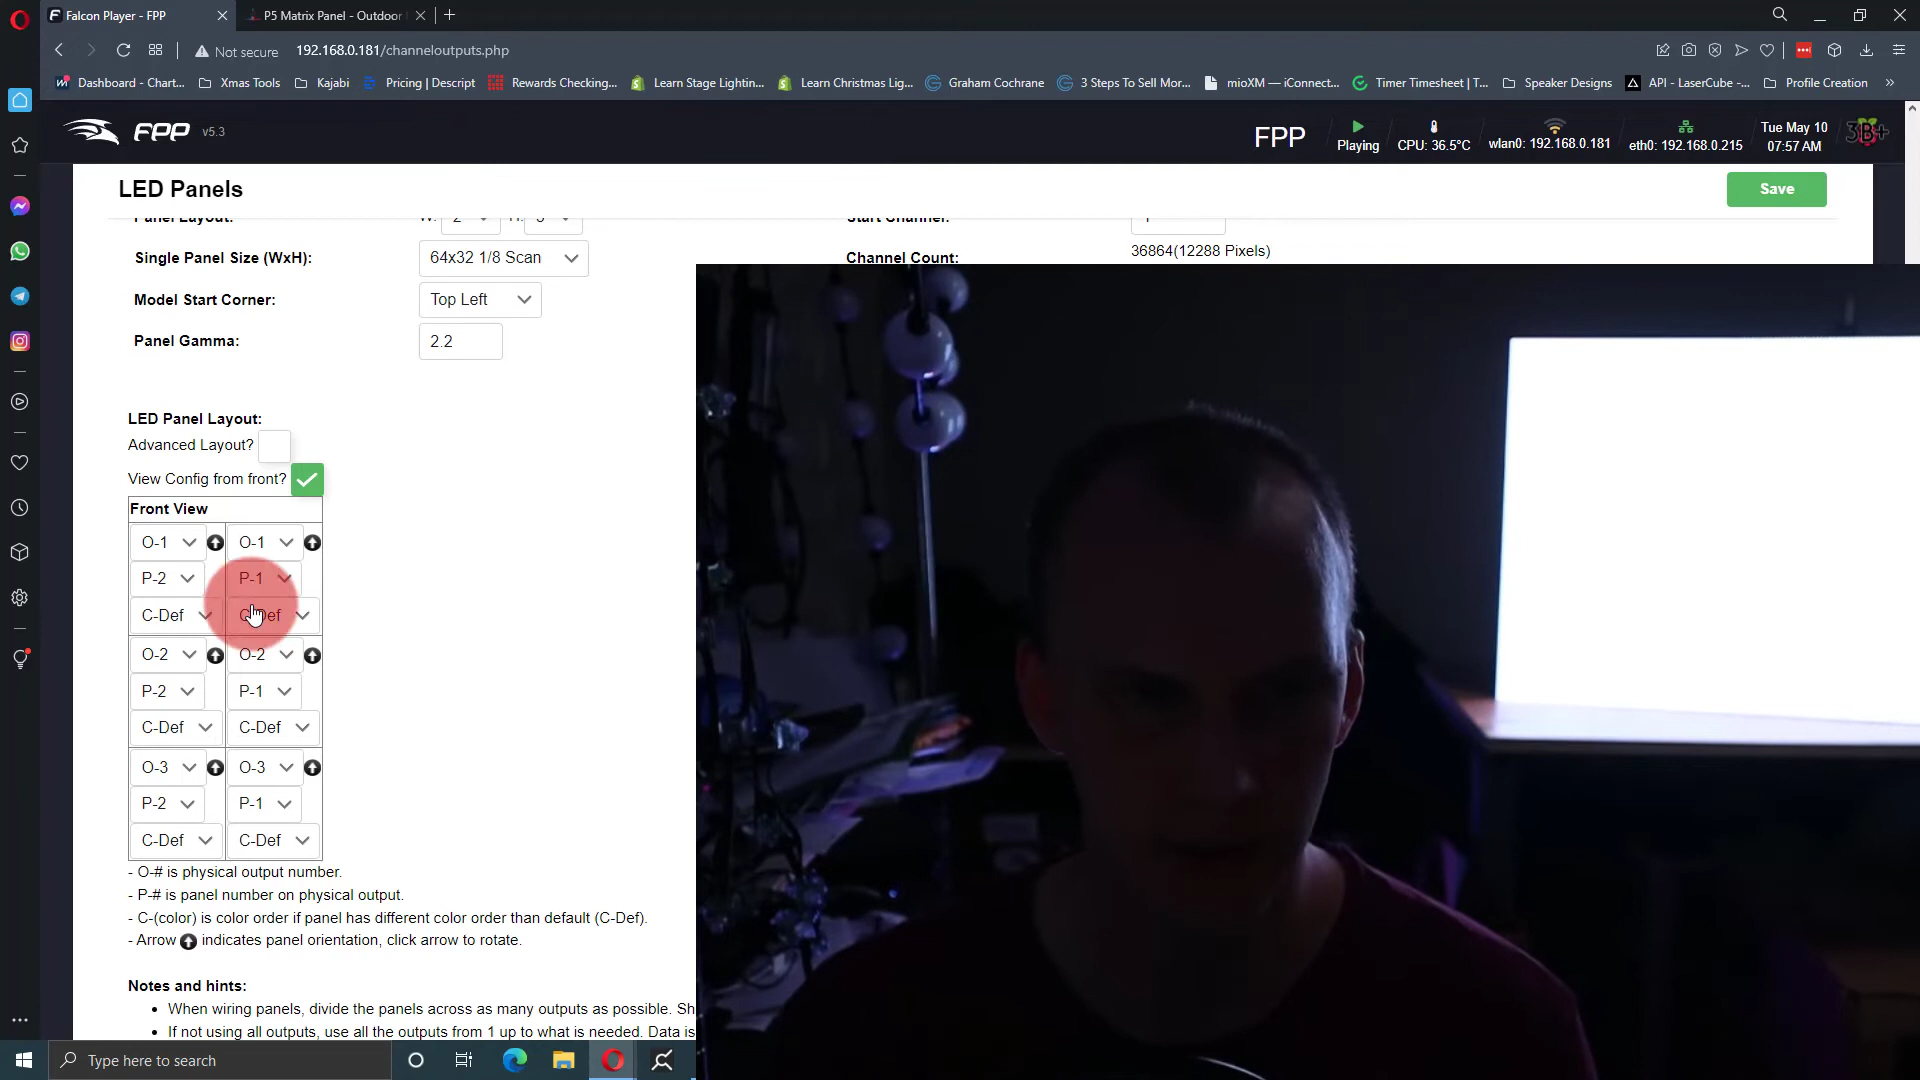 Falcon Player - FPP
P5 Matrix Panel - Outdoor
Not secure
192.168.0.181/channeloutputs.php
Dashboard - Chart...
Xmas Tools
Kajabi
Pricing | Descript
Rewards Checking...
Learn Stage Lightin...
Learn Christmas Lig...
Graham Cochrane
3 Steps To Sell Mor...
mioXM — iConnect...
Timer Timesheet | T...
Speaker Designs
API - LaserCube -...
Profile Creation
FPP v5.3
FPP
Playing
CPU: 36.5°C
wlan0: 192.168.0.181
eth0: 192.168.0.215
Tue May 10
07:57 AM
3B+
LED Panels
Save
Panel Layout:
W: 2 H: 3
Start Channel:
1
Single Panel Size (WxH):
64x32 1/8 Scan
Channel Count:
36864(12288 Pixels)
Model Start Corner:
Top Left
Panel Gamma:
2.2
LED Panel Layout:
Advanced Layout?
View Config from front?
Front View
O-1 O-1
P-2 P-1
C-Def C-Def
O-2 O-2
P-2 P-1
C-Def C-Def
O-3 O-3
P-2 P-1
C-Def C-Def
- O-# is physical output number.
- P-# is panel number on physical output.
- C-(color) is color order if panel has different color order than default (C-Def).
- Arrow indicates panel orientation, click arrow to rotate.
Notes and hints:
• When wiring panels, divide the panels across as many outputs as possible. Sh
• If not using all outputs, use all the outputs from 1 up to what is needed. Data is
Type here to search